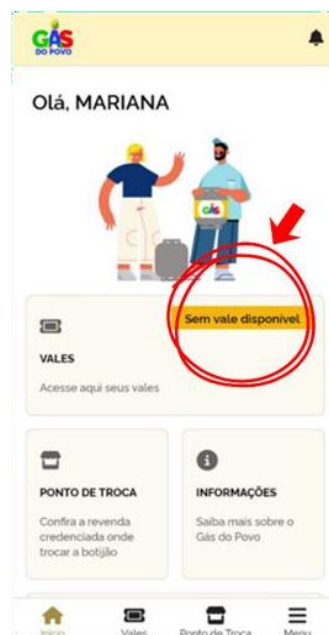 GÁS
DO POVO
Olá, MARIANA
GÁS
Sem vale disponível
VALES
Acesse aqui seus vales
PONTO DE TROCA
INFORMAÇÕES
Confira a revenda
credenciada onde
trocar a botijão
Saiba mais sobre o
Gás do Povo
Início
Vales
Ponto de Troca
Menu